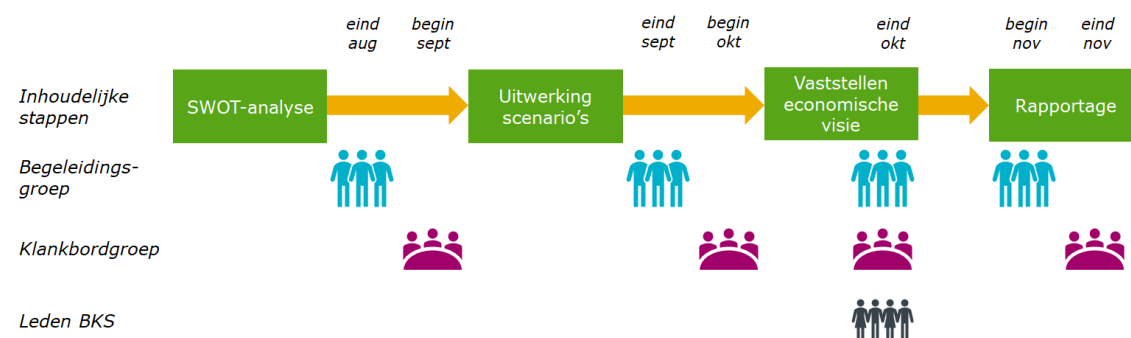 eind
aug
begin
sept
eind
sept
begin
okt
eind
okt
begin
nov
eind
nov
Inhoudelijke
stappen
SWOT-analyse
Uitwerking
scenario's
Vaststellen
economische
visie
Rapportage
Begeleidings-
groep
Klankbordgroep
Leden BKS